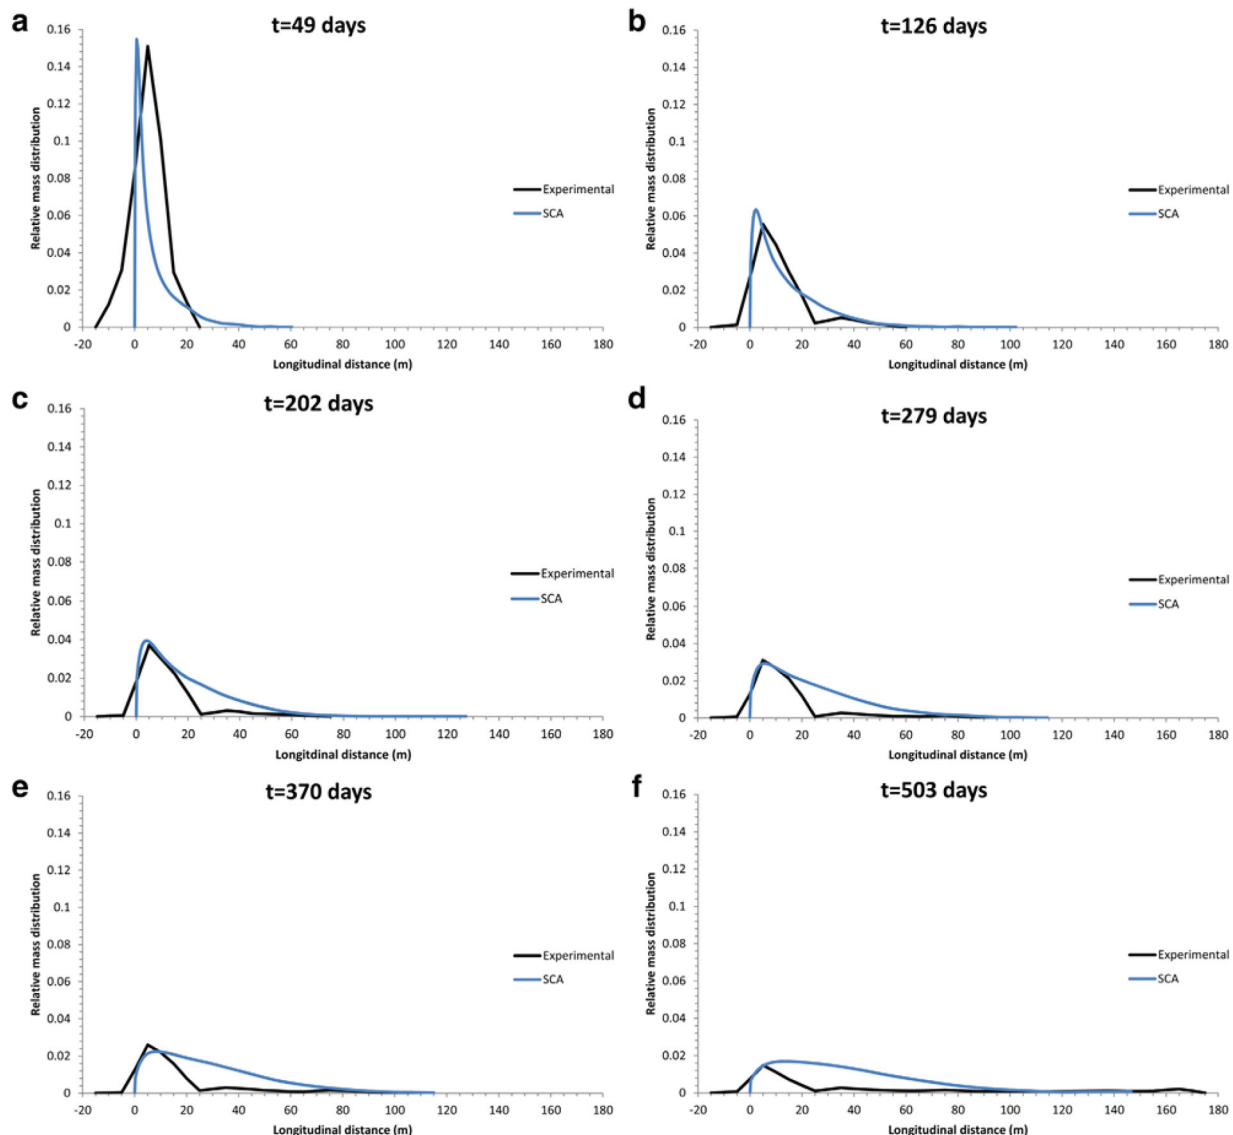 a
t=49 days
0.16
0.14
0.12
0.1
0.08
0.06
0.04
0.02
0
Relative mass distribution
-20 0 20 40 60 80 100 120 140 160 180
Longitudinal distance (m)
Experimental
SCA
b
t=126 days
0.16
0.14
0.12
0.1
0.08
0.06
0.04
0.02
0
Relative mass distribution
-20 0 20 40 60 80 100 120 140 160 180
Longitudinal distance (m)
Experimental
SCA
c
t=202 days
0.16
0.14
0.12
0.1
0.08
0.06
0.04
0.02
0
Relative mass distribution
-20 0 20 40 60 80 100 120 140 160 180
Longitdinal distance (m)
Experimental
SCA
d
t=279 days
0.16
0.14
0.12
0.1
0.08
0.06
0.04
0.02
0
Relative mass distribution
-20 0 20 40 60 80 100 120 140 160 180
Longitudinal distance (m)
Experimental
SCA
e
t=370 days
0.16
0.14
0.12
0.1
0.08
0.06
0.04
0.02
0
Relative mass distribution
-20 0 20 40 60 80 100 120 140 160 180
Longitudinal distance (m)
Experimental
SCA
f
t=503 days
0.16
0.14
0.12
0.1
0.08
0.06
0.04
0.02
0
Relative mass distribution
-20 0 20 40 60 80 100 120 140 160 180
Longitudinal distance (m)
Experimental
SCA